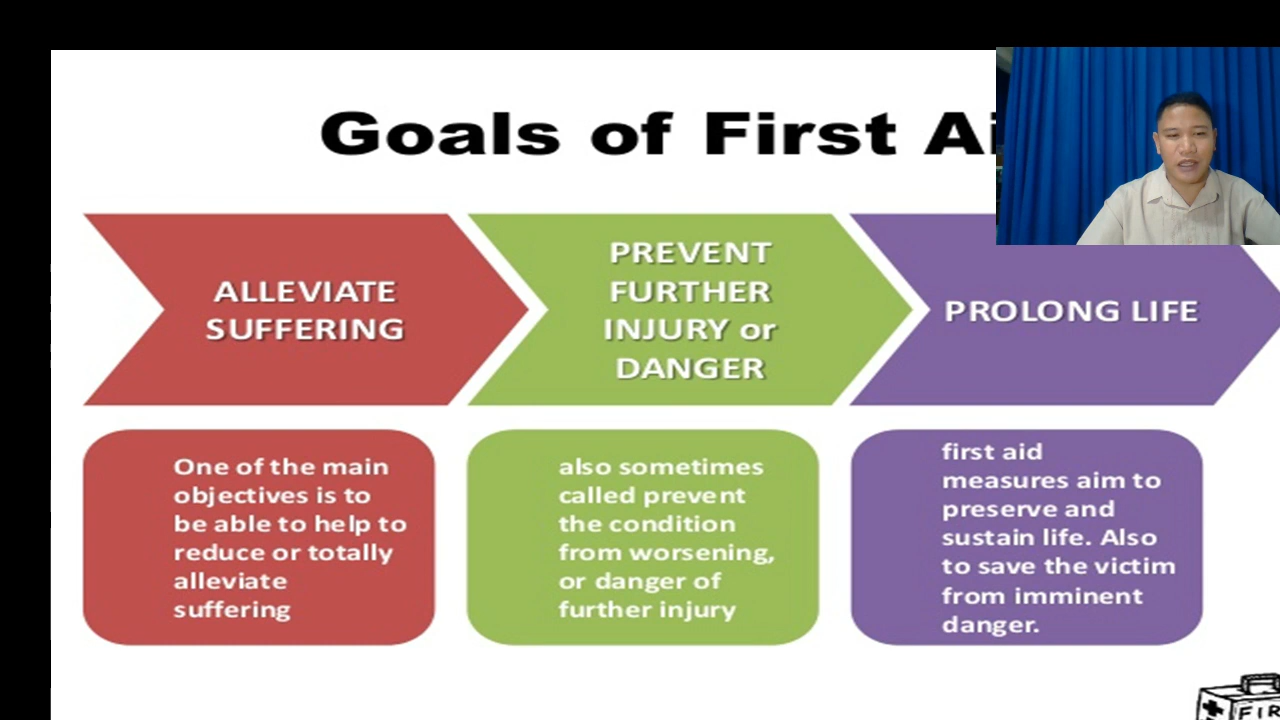 Goals of First Ai
ALLEVIATE
SUFFERING
PREVENT
FURTHER
INJURY or
DANGER
PROLONG LIFE
One of the main
objectives is to
be able to help to
reduce or totally
alleviate
suffering
also sometimes
called prevent
the condition
from worsening,
or danger of
further injury
first aid
measures aim to
preserve and
sustain life. Also
to save the victim
from imminent
danger.
FIR